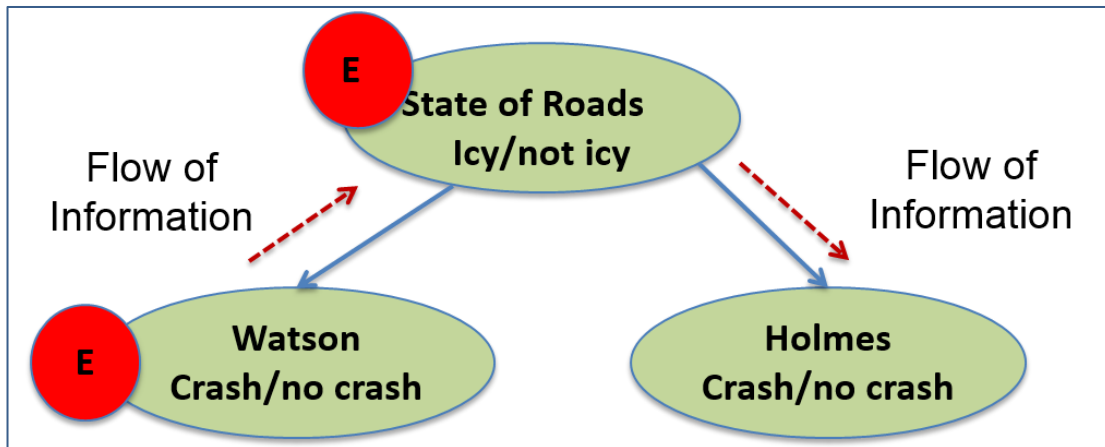 E
State of Roads
Icy/not icy
Flow of
Information
Flow of
Information
E
Watson
Crash/no crash
Holmes
Crash/no crash